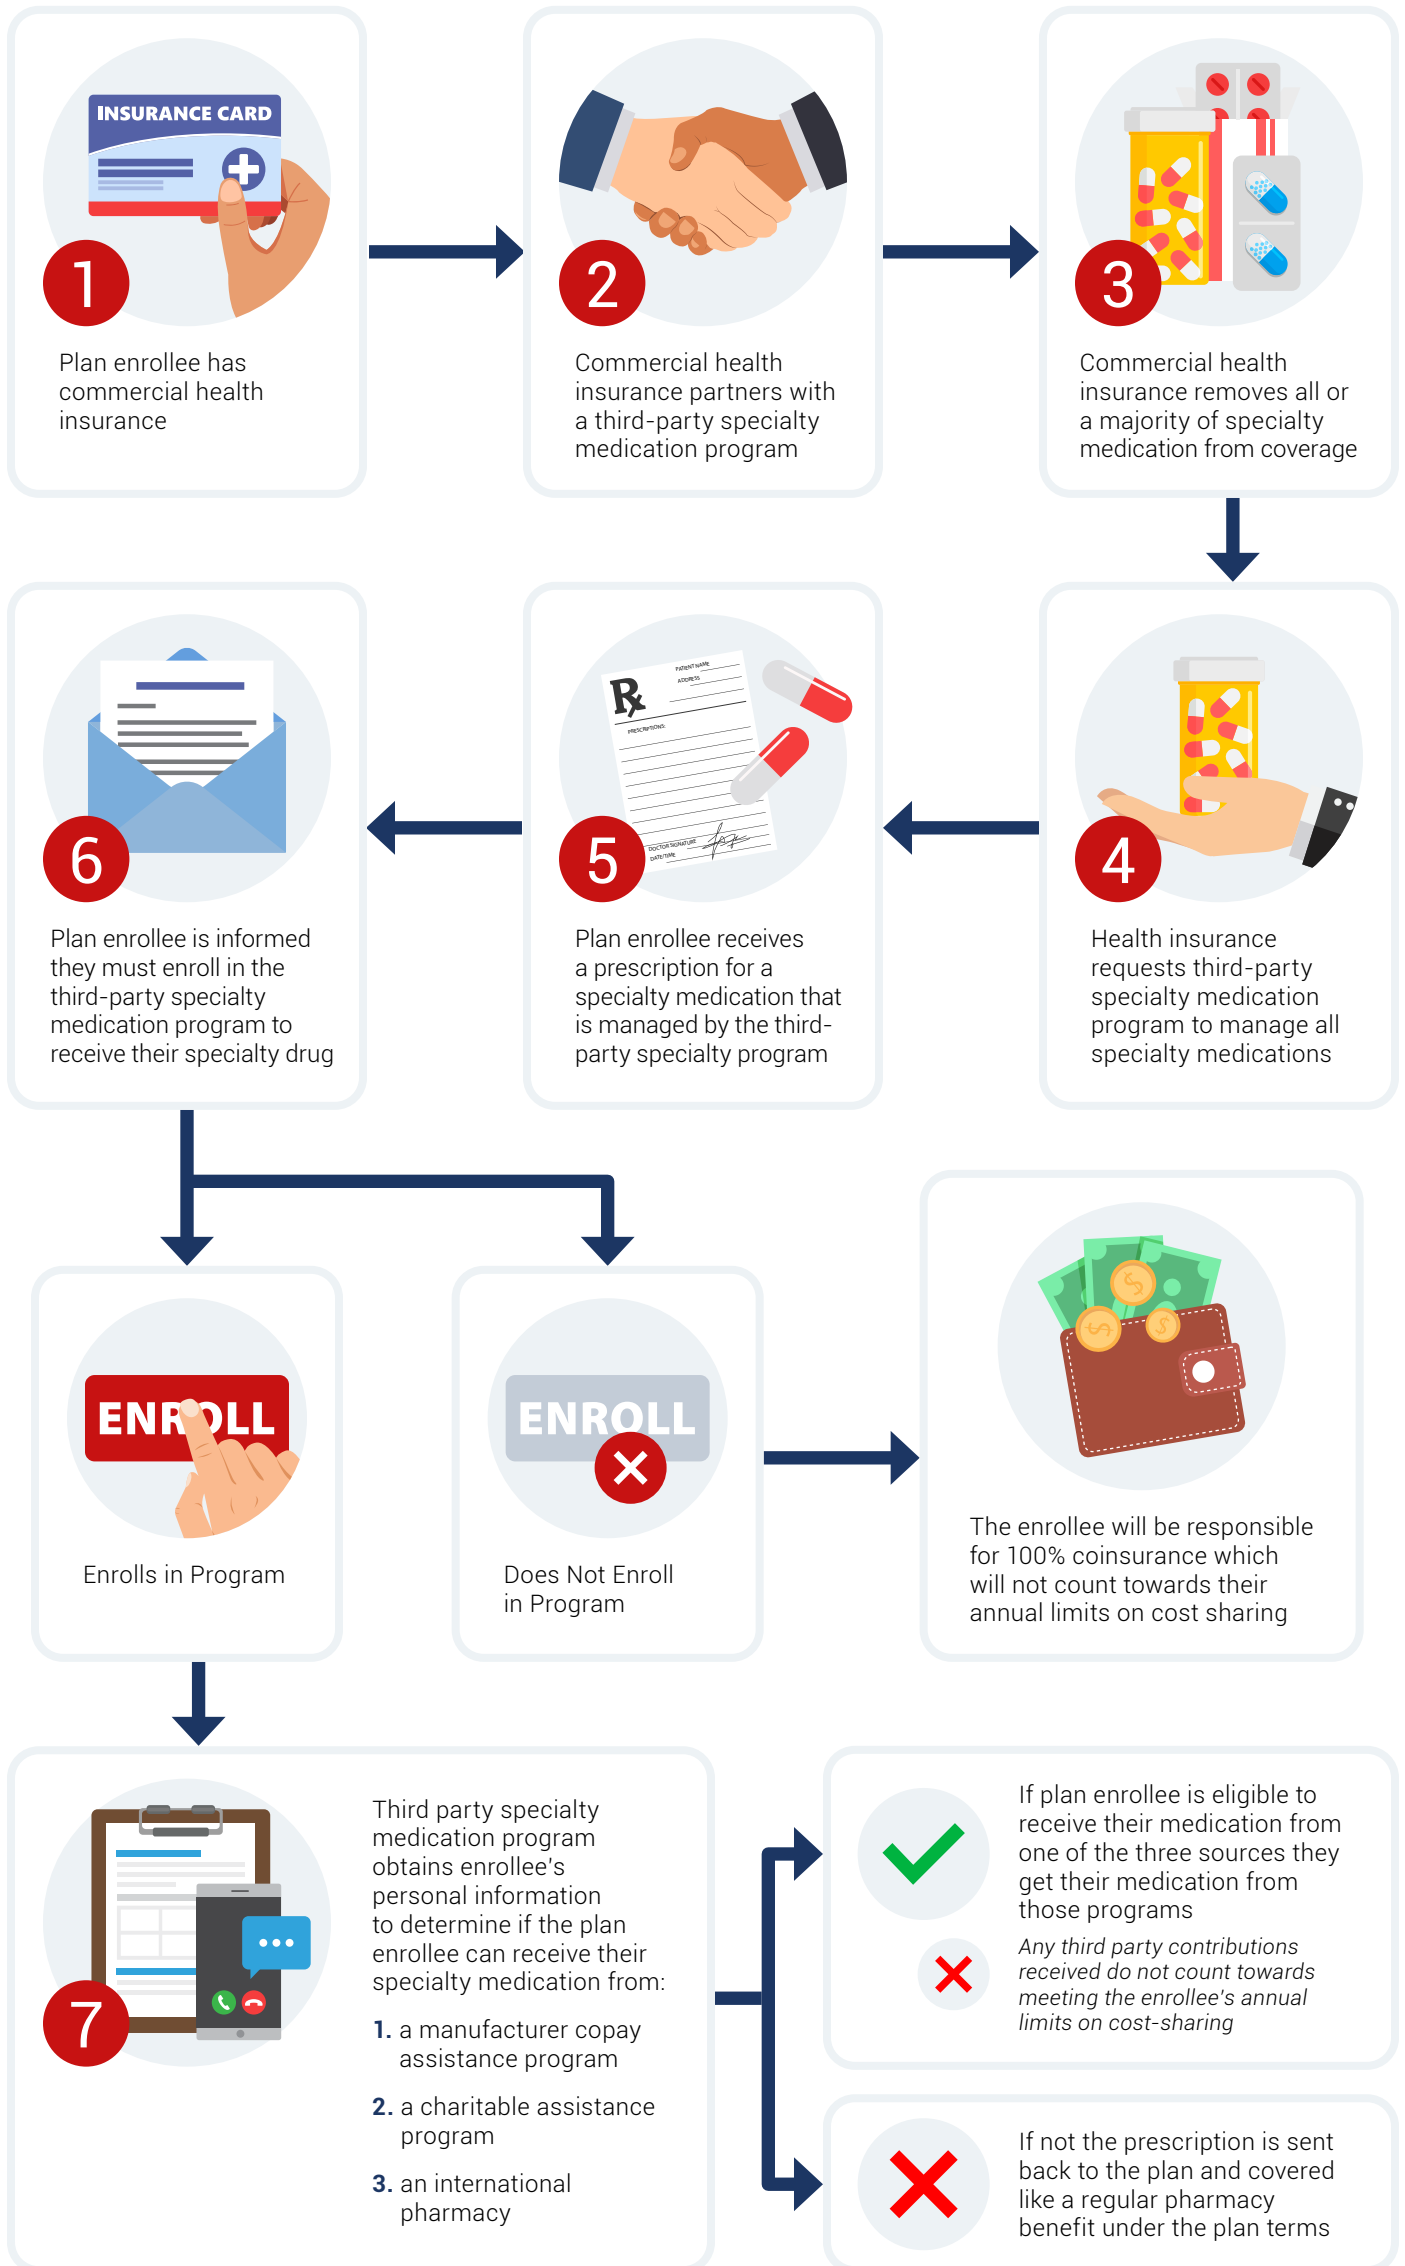 INSURANCE CARD
1
Plan enrollee has
commercial health
insurance
2
Commercial health
insurance partners with
a third-party specialty
medication program
3
Commercial health
insurance removes all or
a majority of specialty
medication from coverage
4
Health insurance
requests third-party
specialty medication
program to manage all
specialty medications
PATIENT NAME
ADDRESS
Rx
PRESCRIPTIONS:
DOCTOR SIGNATURE
DATE/TIME
5
Plan enrollee receives
a prescription for a
specialty medication that
is managed by the third-
party specialty program
6
Plan enrollee is informed
they must enroll in the
third-party specialty
medication program to
receive their specialty drug
ENROLL
Enrolls in Program
ENROLL
Does Not Enroll
in Program
The enrollee will be responsible
for 100% coinsurance which
will not count towards their
annual limits on cost sharing
7
Third party specialty
medication program
obtains enrollee's
personal information
to determine if the plan
enrollee can receive their
specialty medication from:
1. a manufacturer copay
assistance program
2. a charitable assistance
program
3. an international
pharmacy
If plan enrollee is eligible to
receive their medication from
one of the three sources they
get their medication from
those programs
Any third party contributions
received do not count towards
meeting the enrollee's annual
limits on cost-sharing
If not the prescription is sent
back to the plan and covered
like a regular pharmacy
benefit under the plan terms